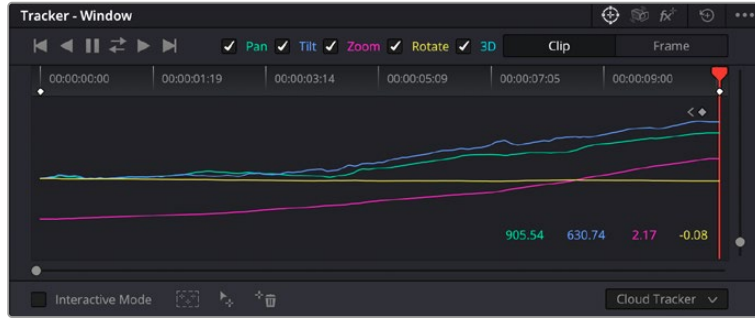 Tracker - Window
Pan Tilt Zoom Rotate 3D Clip Frame
00:00:00:00 00:00:01:19 00:00:03:14 00:00:05:09 00:00:07:05 00:00:09:00
905.54 630.74 2.17 -0.08
Interactive Mode Cloud Tracker